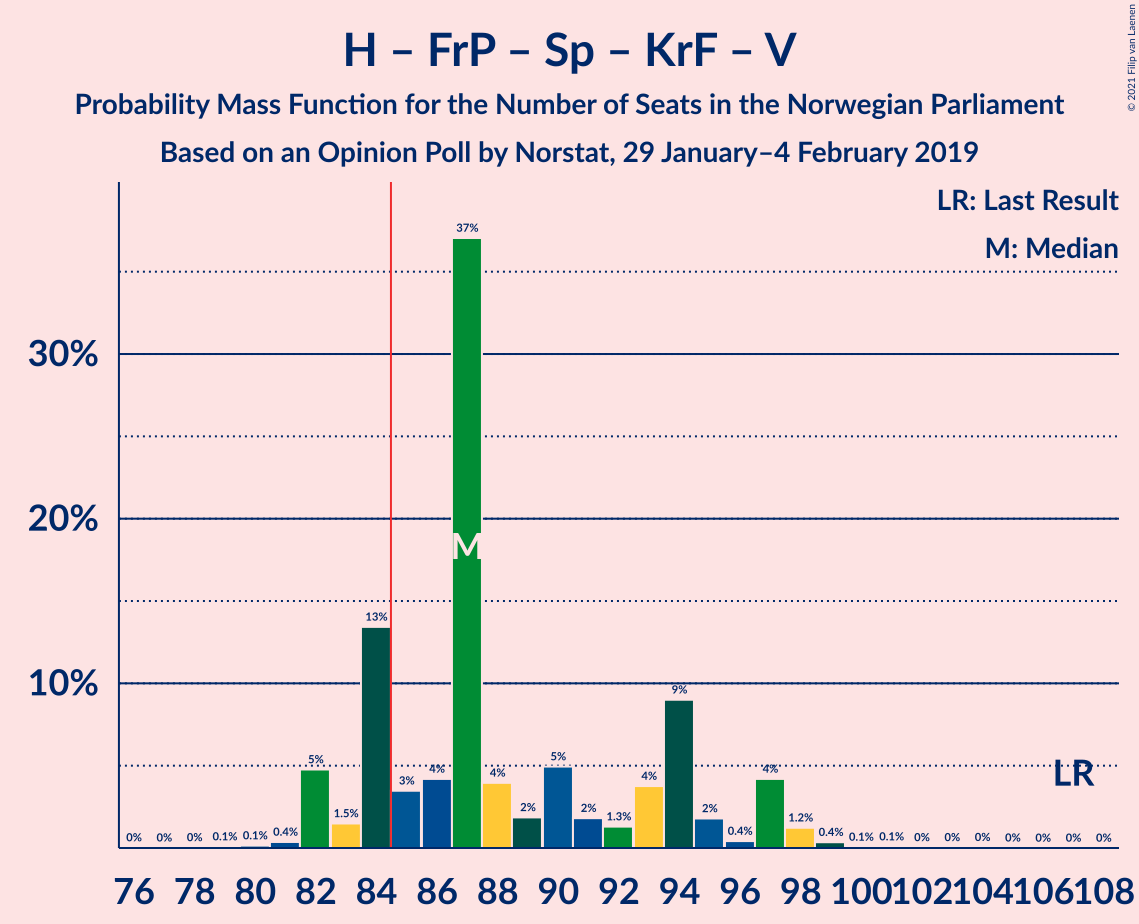 H – FrP – Sp – KrF – V
Probability Mass Function for the Number of Seats in the Norwegian Parliament
Based on an Opinion Poll by Norstat, 29 January–4 February 2019
© 2021 Filip van Laenen
LR: Last Result
M: Median
30%
20%
10%
0% 0% 0% 0.1% 0.1% 0.4% 5% 1.5% 13% 3% 4% 37% 4% 2% 5% 2% 1.3% 4% 9% 2% 0.4% 4% 1.2% 0.4% 0.1% 0.1% 0% 0% 0% 0% 0% 0% 0%
M
LR
76 78 80 82 84 86 88 90 92 94 96 98 100 102 104 106 108